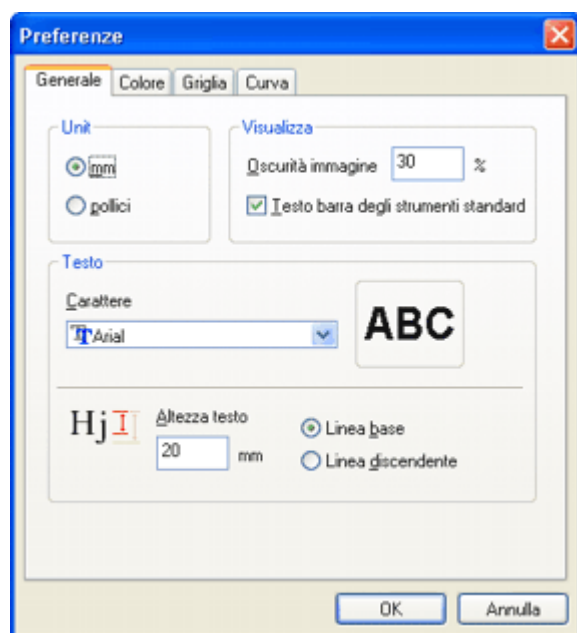 Preferenze
Generale Colore Griglia Curva
Unit
mm
pollici
Visualizza
Oscurità immagine 30 %
Testo barra degli strumenti standard
Testo
Carattere
Arial
ABC
Hj
Altezza testo
20 mm
Linea base
Linea discendente
OK Annulla